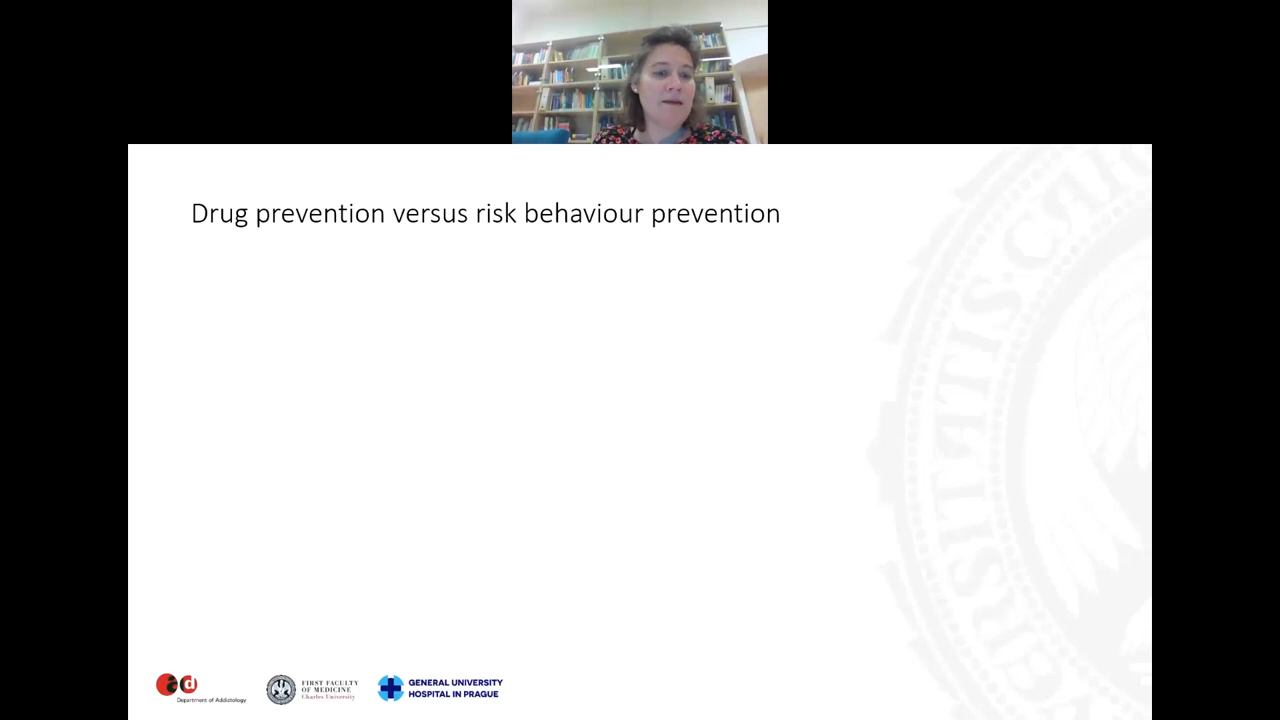 Drug prevention versus risk behaviour prevention
ad
Department of Addictology
FIRST FACULTY
OF MEDICINE
Charles University
GENERAL UNIVERSITY
HOSPITAL IN PRAGUE